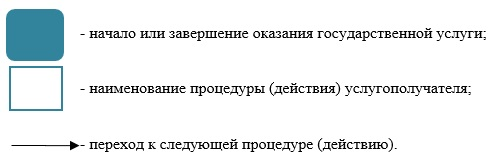 - начало или завершение оказания государственной услуги;
- наименование процедуры (действия) услугополучателя;
- переход к следующей процедуре (действию).